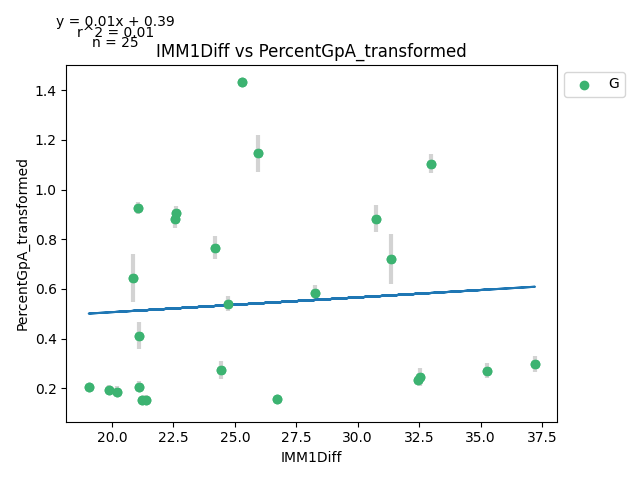 y = 0.01x + 0.39
r^2 = 0.01
n = 25
IMM1Diff vs PercentGpA_transformed
G
PercentGpA_transformed
1.4
1.2
1.0
0.8
0.6
0.4
0.2
20.0 22.5 25.0 27.5 30.0 32.5 35.0 37.5
IMM1Diff